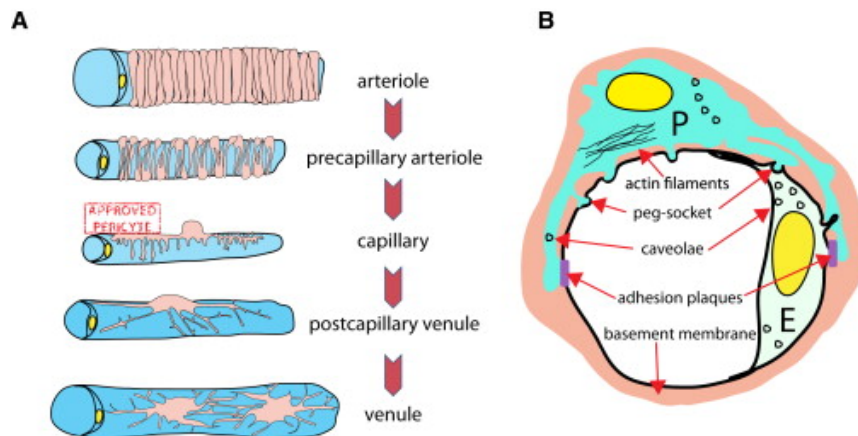 A
arteriole
precapillary arteriole
APPROVED
PERICYTE
capillary
postcapillary venule
venule
B
P
actin filaments
peg-socket
caveolae
adhesion plaques
E
basement membrane